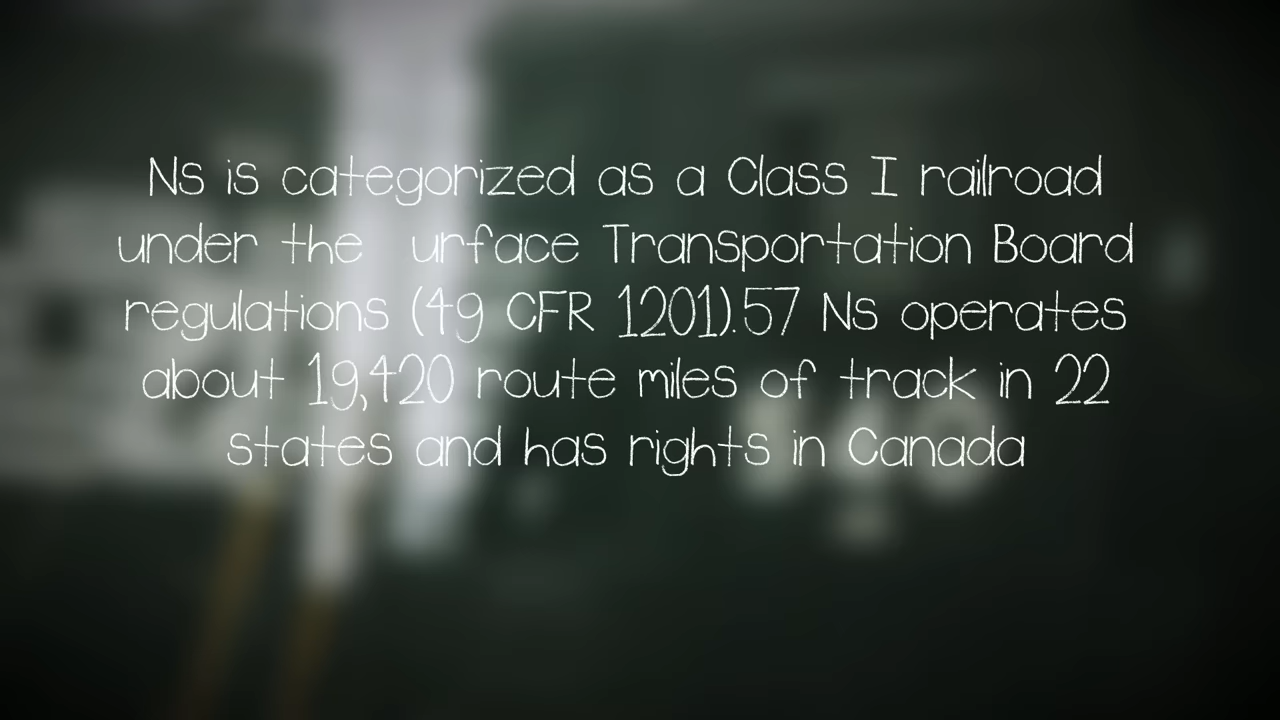 Ns is categorized as a Class I railroad
under the urface Transportation Board
regulations (49 CFR 1201).57 Ns operates
about 19,420 route miles of track in 22
states and has rights in Canada